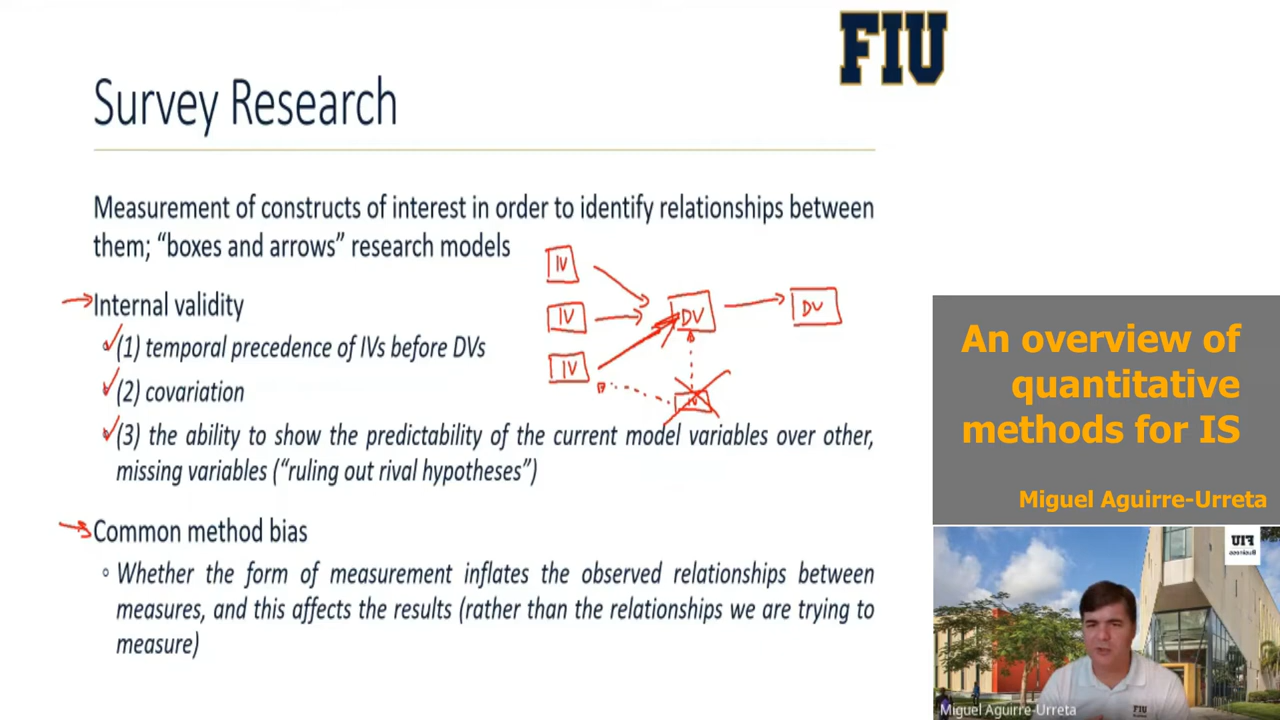 FIU
Survey Research
Measurement of constructs of interest in order to identify relationships between
them; “boxes and arrows” research models
IV
IV
DV
DV
IV
Internal validity
(1) temporal precedence of IVs before DVs
(2) covariation
(3) the ability to show the predictability of the current model variables over other,
missing variables (“ruling out rival hypotheses”)
Common method bias
Whether the form of measurement inflates the observed relationships between
measures, and this affects the results (rather than the relationships we are trying to
measure)
An overview of
quantitative
methods for IS
Miguel Aguirre-Urreta
FIU
Business
FIU
Miguel Aguirre-Urreta